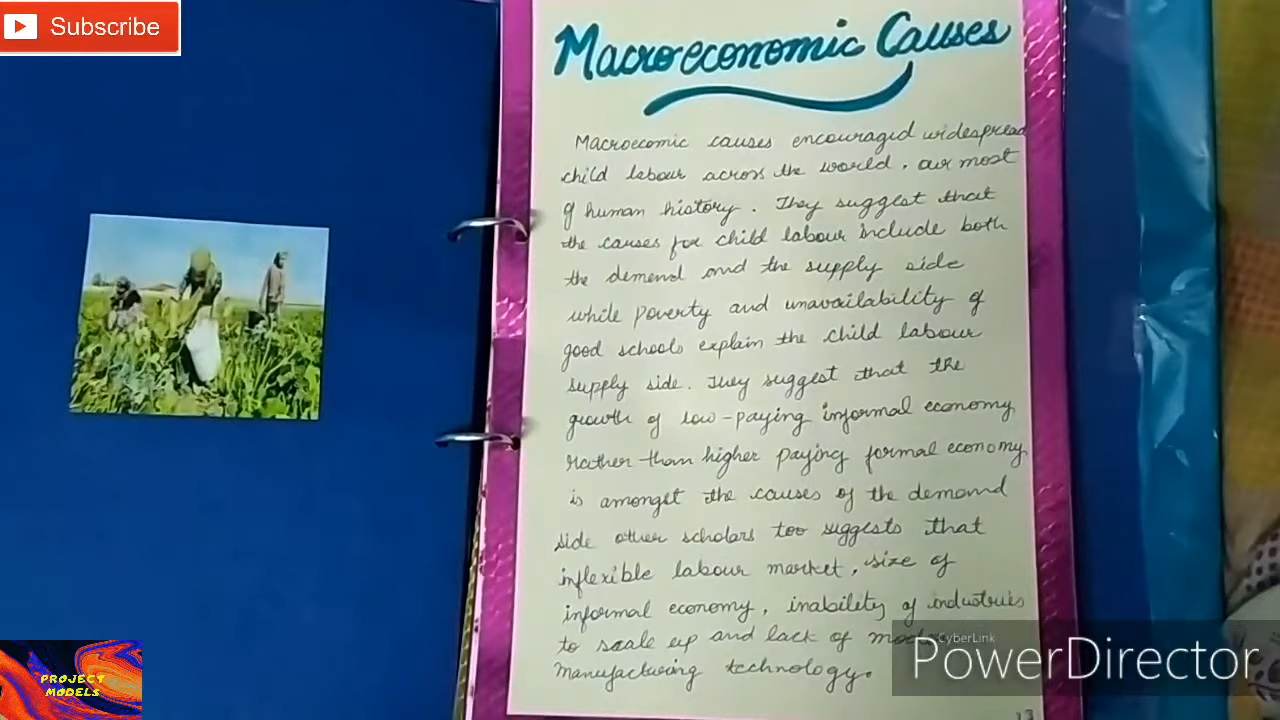 Subscribe
Macroeconomic Causes
Macroecomic causes encouraged widespread
child labour across the world, our most
of human history. They suggest that
the causes for child labour include both
the demend and the supply side
while poverty and unavailability of
good schools explain the child labour
supply side. They suggest that the
growth of low-paying informal economy
rather than higher paying formal economy
is amongst the causes of the demand
side other scholars too suggests that
inflexible labour market, size of
informal economy, inability of industries
to scale up and lack of
manufacturing technology.
13
PROJECT
MODELS
CyberLink
PowerDirector